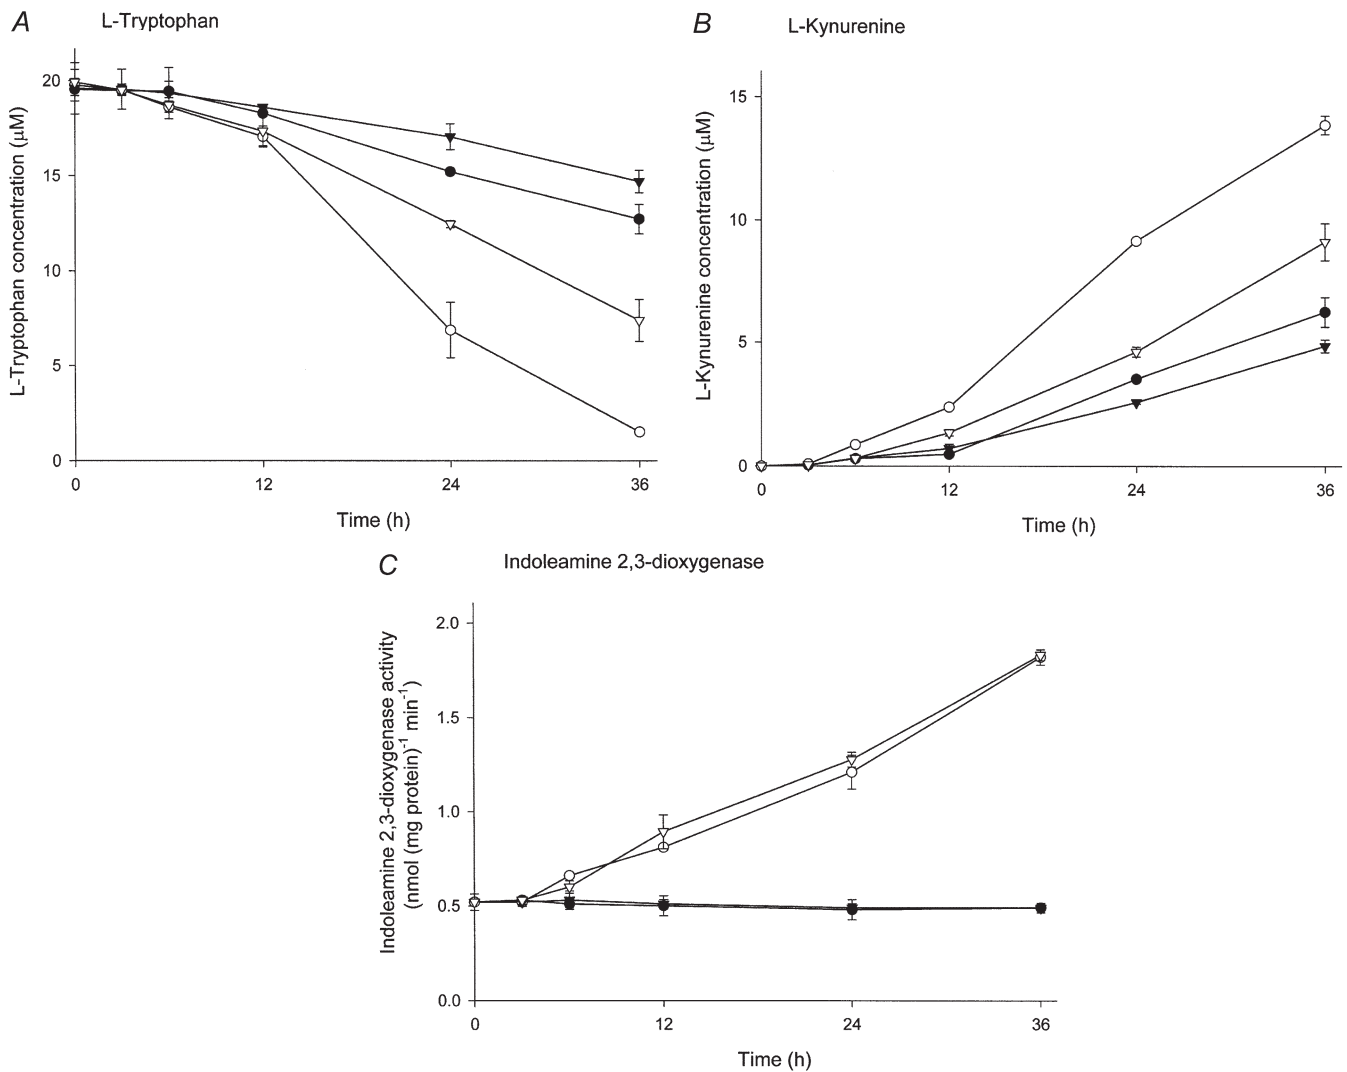 A
L-Tryptophan
20
15
10
5
0
0 12 24 36
Time (h)
L-Tryptophan concentration (μM)
B
L-Kynurenine
15
10
5
0
0 12 24 36
Time (h)
L-Kynurenine concentration (μM)
C
Indoleamine 2,3-dioxygenase
2.0
1.5
1.0
0.5
0.0
0 12 24 36
Time (h)
Indoleamine 2,3-dioxygenase activity
(nmol (mg protein)⁻¹ min⁻¹)